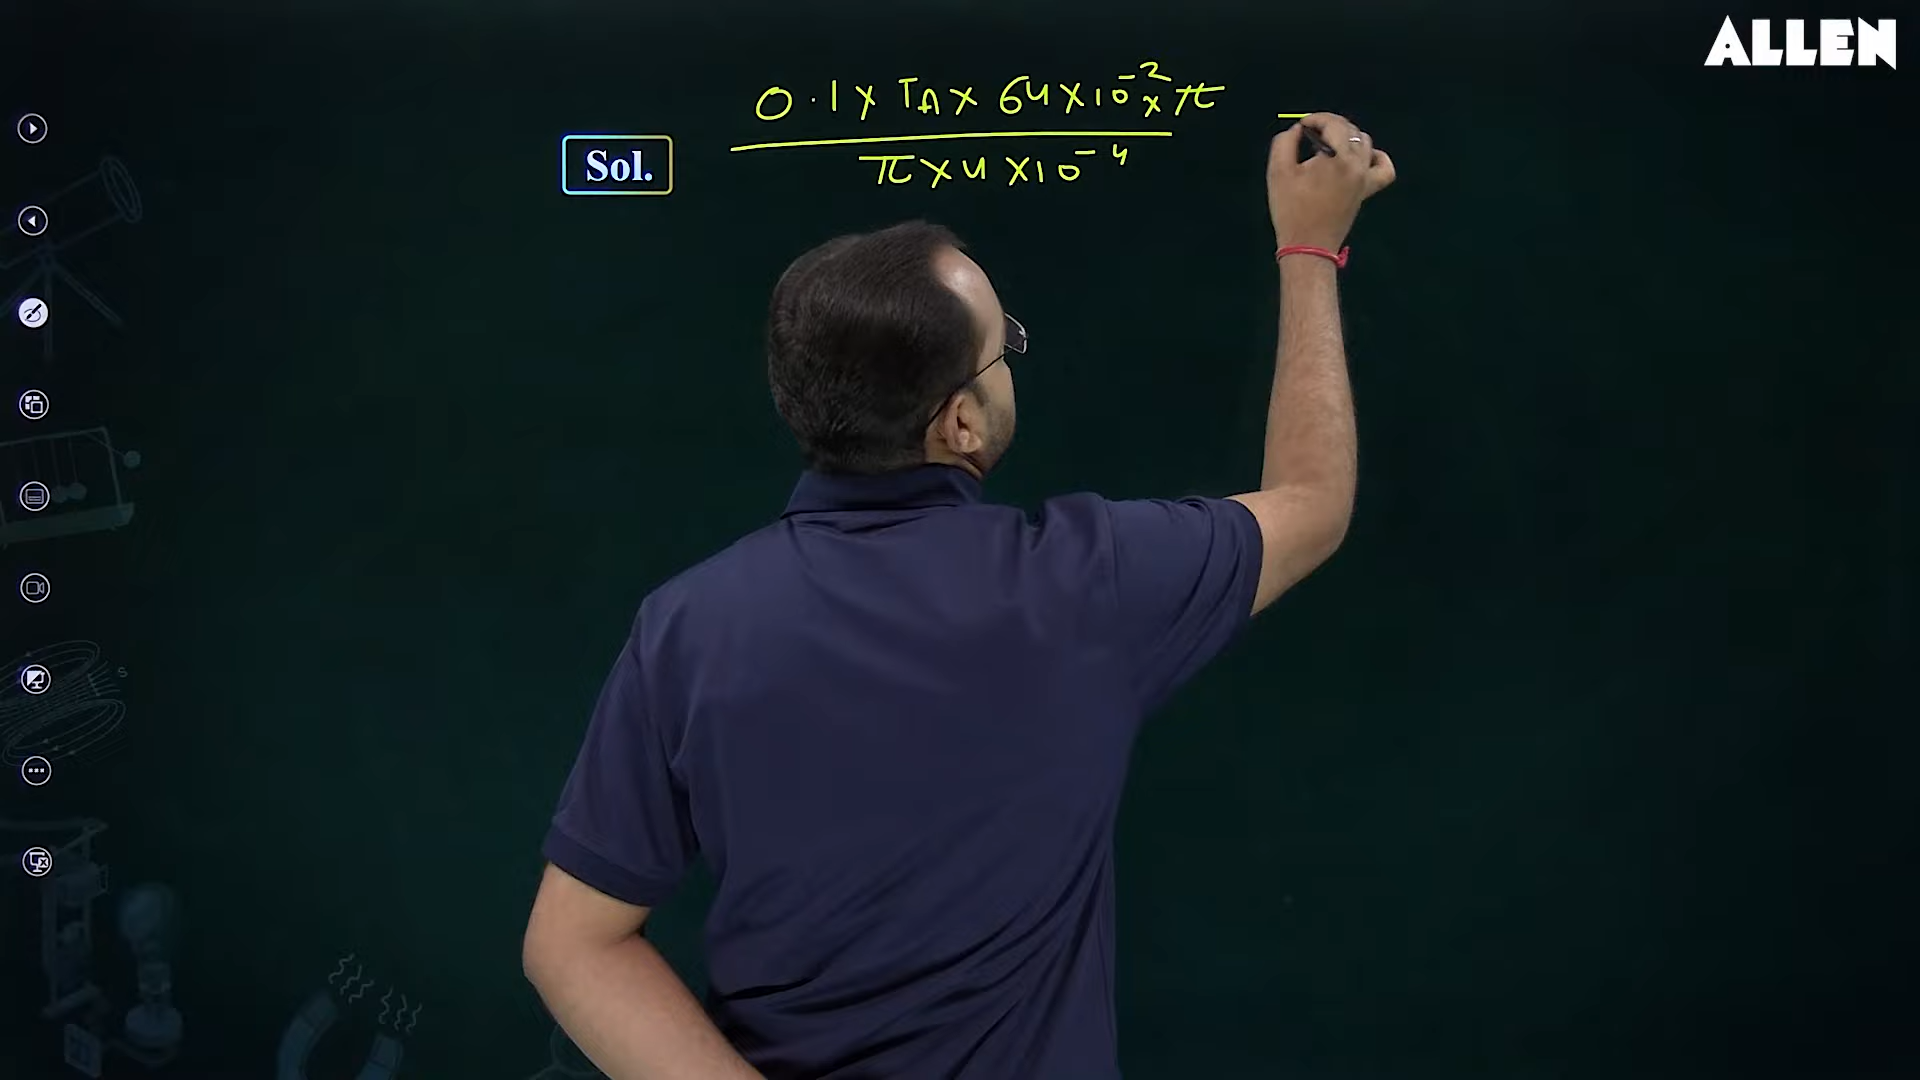 ALLEN
0.1 × TA × 64 × 10⁻² × π
Sol.
π × 4 × 10⁻⁴